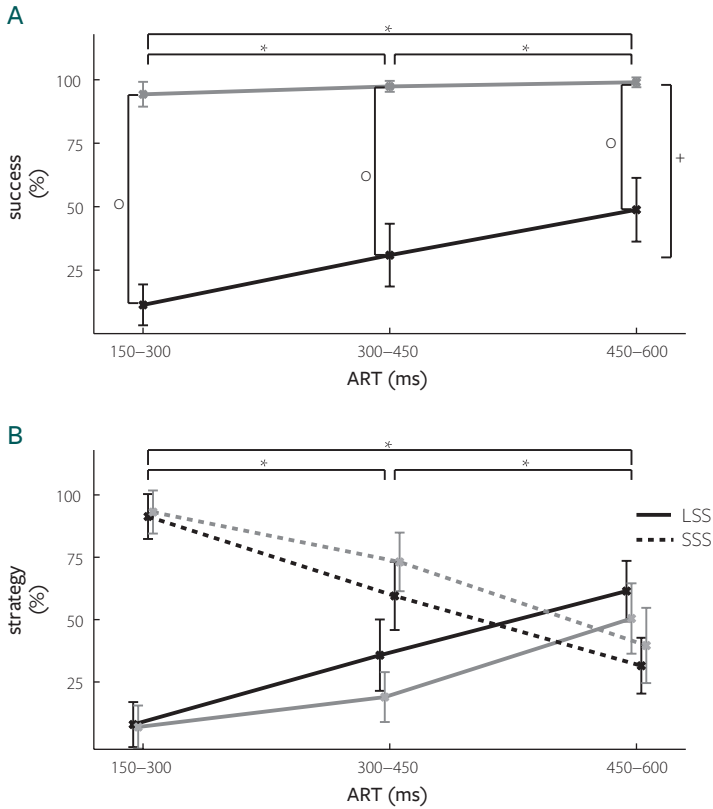 A
*
*
*
100
75
50
25
success
(%)
O
O
O
+
150–300
300–450
450–600
ART (ms)
B
*
*
*
100
75
50
25
strategy
(%)
LSS
SSS
150–300
300–450
450–600
ART (ms)